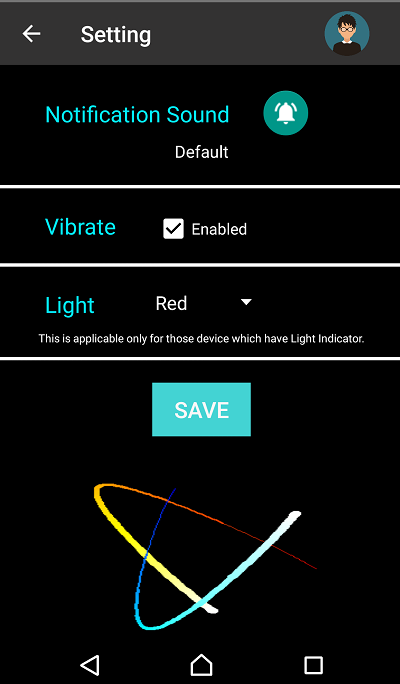 Setting
Notification Sound
Default
Vibrate
Enabled
Light
Red
This is applicable only for those device which have Light Indicator.
SAVE